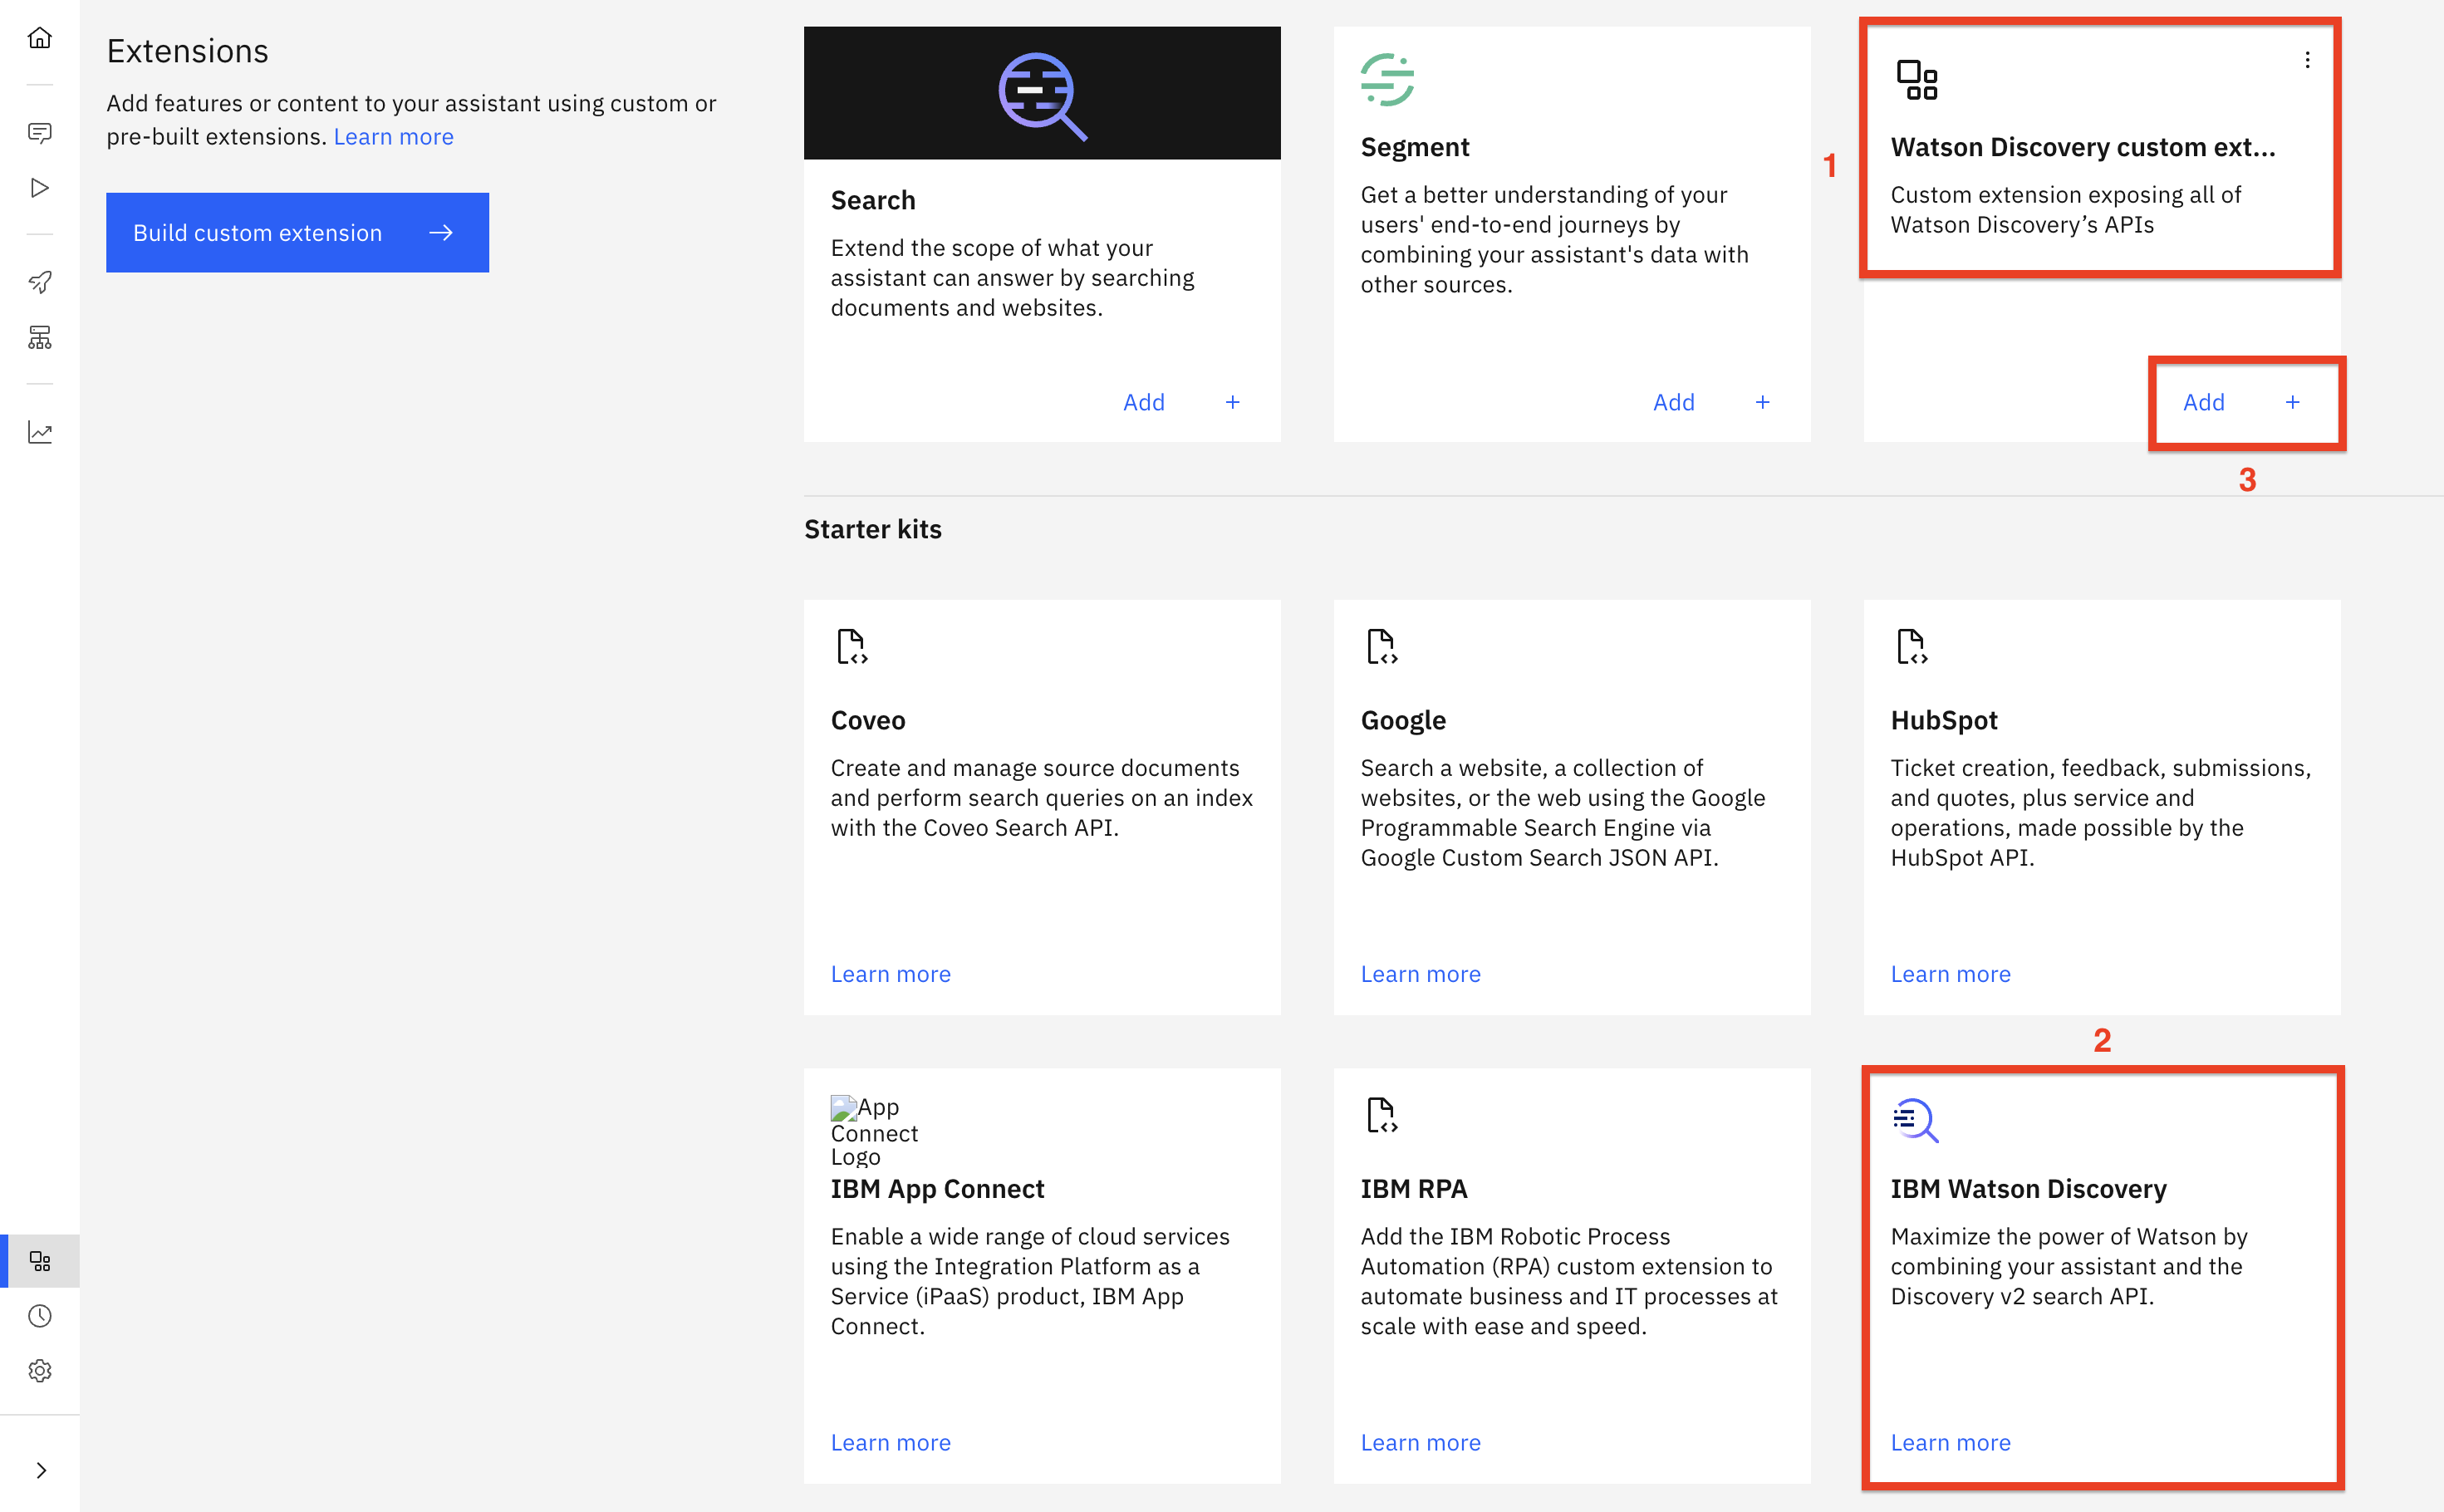 Extensions
Add features or content to your assistant using custom or
pre-built extensions. Learn more
Build custom extension
Search
Extend the scope of what your
assistant can answer by searching
documents and websites.
Add +
Segment
Get a better understanding of your
users' end-to-end journeys by
combining your assistant's data with
other sources.
Add +
1
Watson Discovery custom ext...
Custom extension exposing all of
Watson Discovery’s APIs
Add +
3
Starter kits
Coveo
Create and manage source documents
and perform search queries on an index
with the Coveo Search API.
Learn more
Google
Search a website, a collection of
websites, or the web using the Google
Programmable Search Engine via
Google Custom Search JSON API.
Learn more
HubSpot
Ticket creation, feedback, submissions,
and quotes, plus service and
operations, made possible by the
HubSpot API.
Learn more
App
Connect
Logo
IBM App Connect
Enable a wide range of cloud services
using the Integration Platform as a
Service (iPaaS) product, IBM App
Connect.
Learn more
IBM RPA
Add the IBM Robotic Process
Automation (RPA) custom extension to
automate business and IT processes at
scale with ease and speed.
Learn more
2
IBM Watson Discovery
Maximize the power of Watson by
combining your assistant and the
Discovery v2 search API.
Learn more